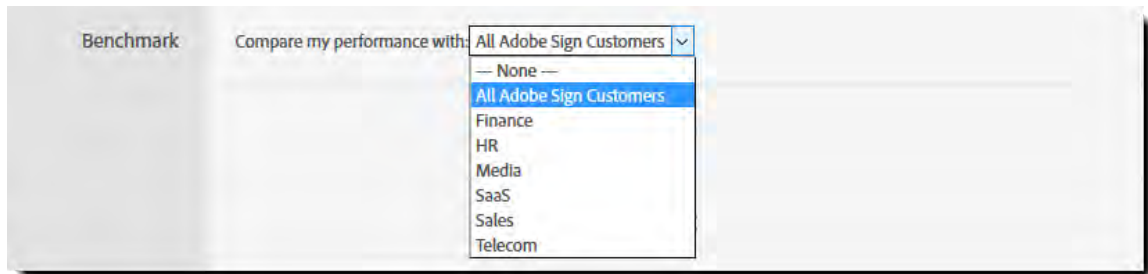 Benchmark Compare my performance with: All Adobe Sign Customers
--- None ---
All Adobe Sign Customers
Finance
HR
Media
SaaS
Sales
Telecom